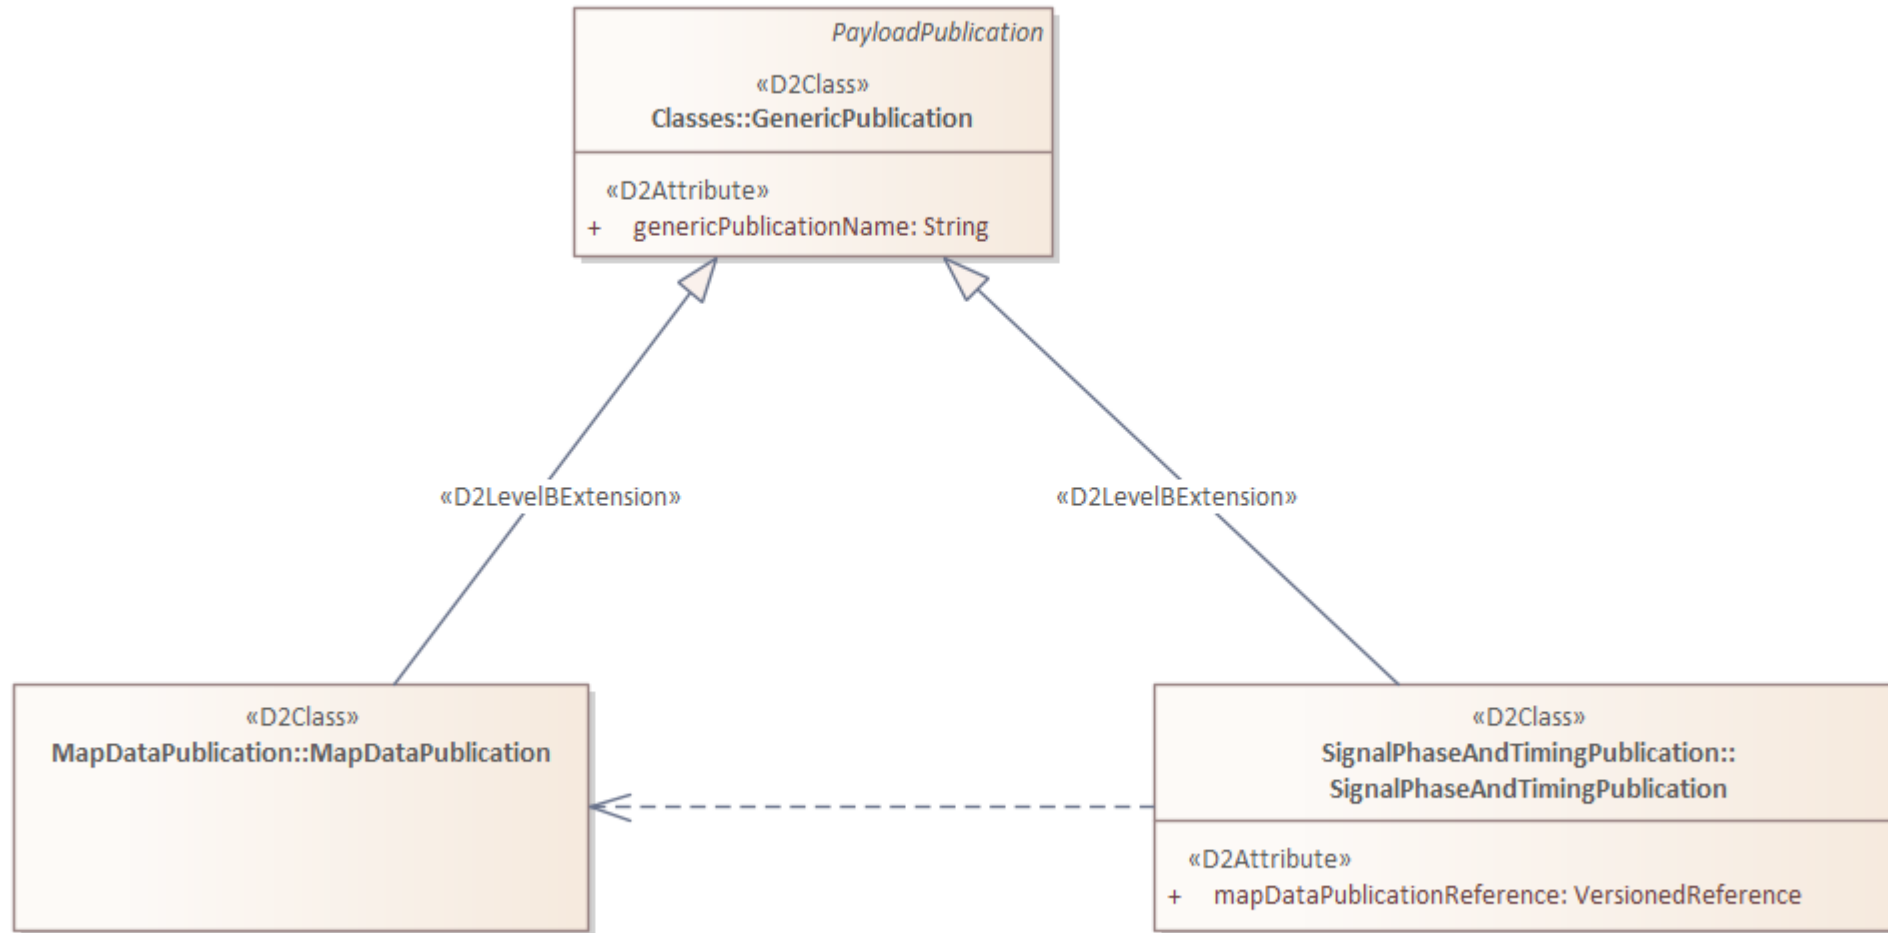 PayloadPublication
«D2Class»
Classes::GenericPublication
«D2Attribute»
+ genericPublicationName: String
«D2LevelBExtension»
«D2LevelBExtension»
«D2Class»
MapDataPublication::MapDataPublication
«D2Class»
SignalPhaseAndTimingPublication::
SignalPhaseAndTimingPublication
«D2Attribute»
+ mapDataPublicationReference: VersionedReference